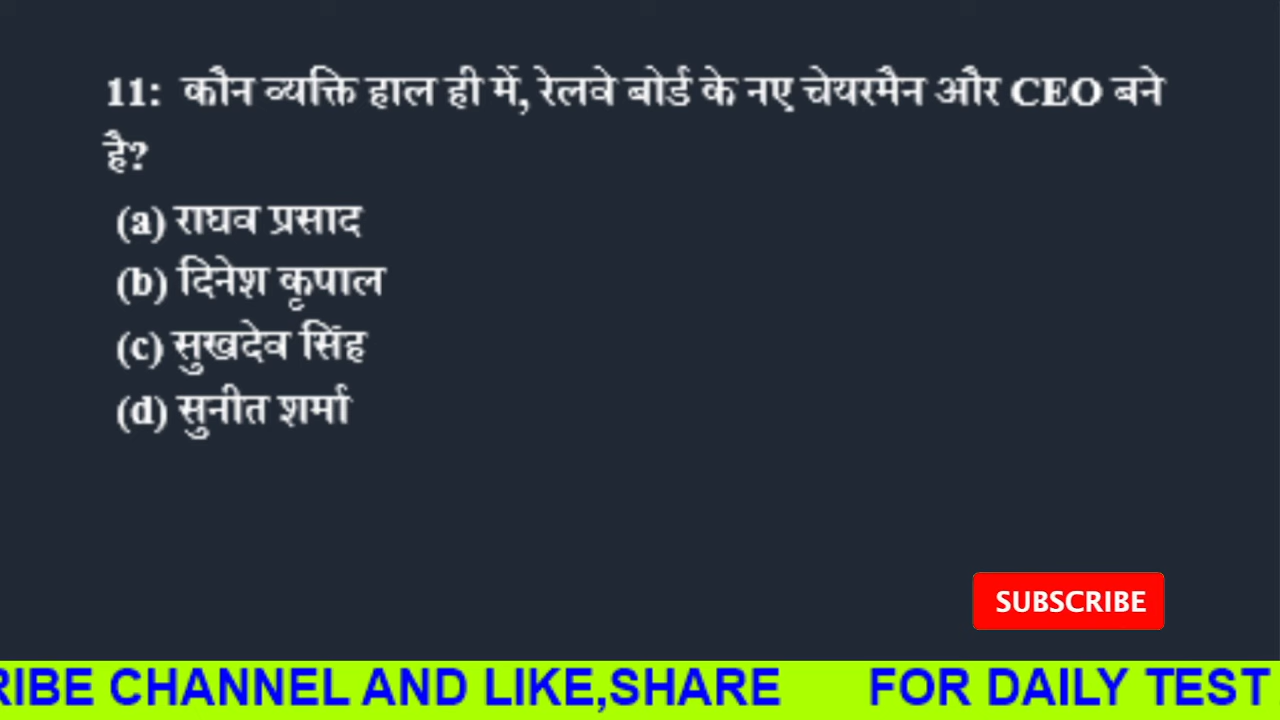 11: कौन व्यक्ति हाल ही में, रेलवे बोर्ड के नए चेयरमैन और CEO बने
है?
(a) राघव प्रसाद
(b) दिनेश कृपाल
(c) सुखदेव सिंह
(d) सुनीत शर्मा
SUBSCRIBE
RIBE CHANNEL AND LIKE,SHARE FOR DAILY TEST